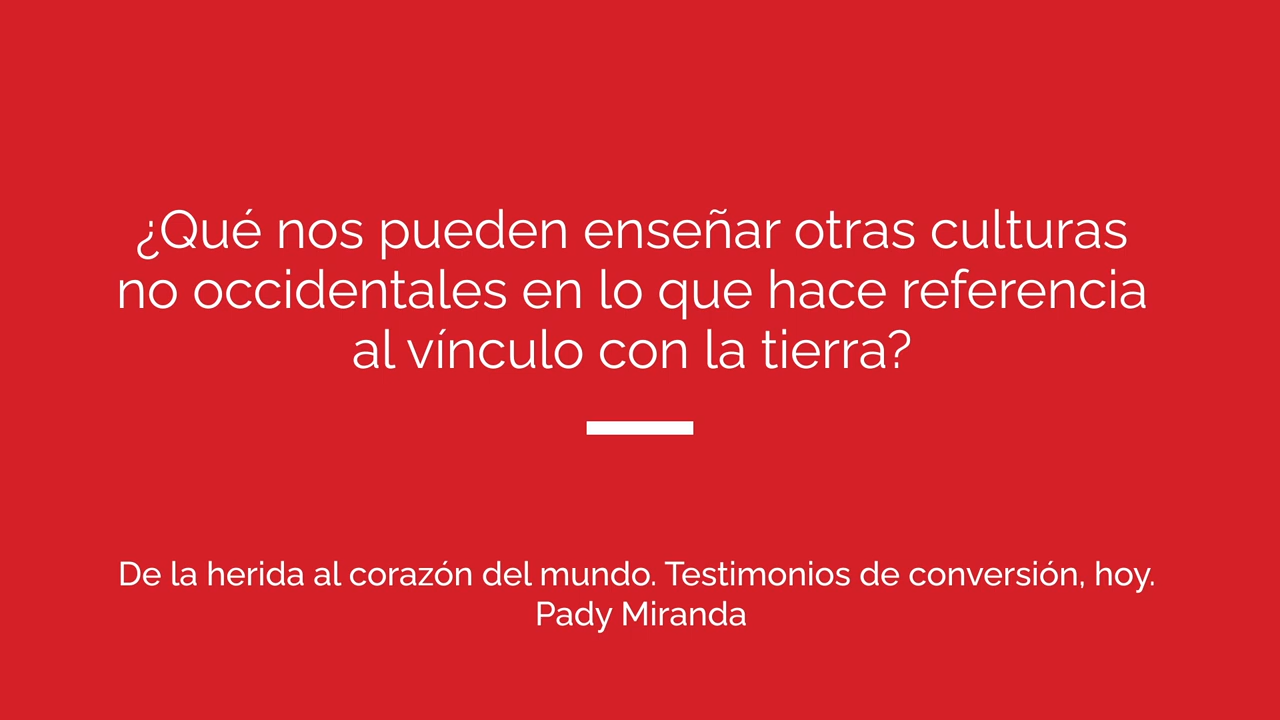 ¿Qué nos pueden enseñar otras culturas
no occidentales en lo que hace referencia
al vínculo con la tierra?
De la herida al corazón del mundo. Testimonios de conversión, hoy.
Pady Miranda